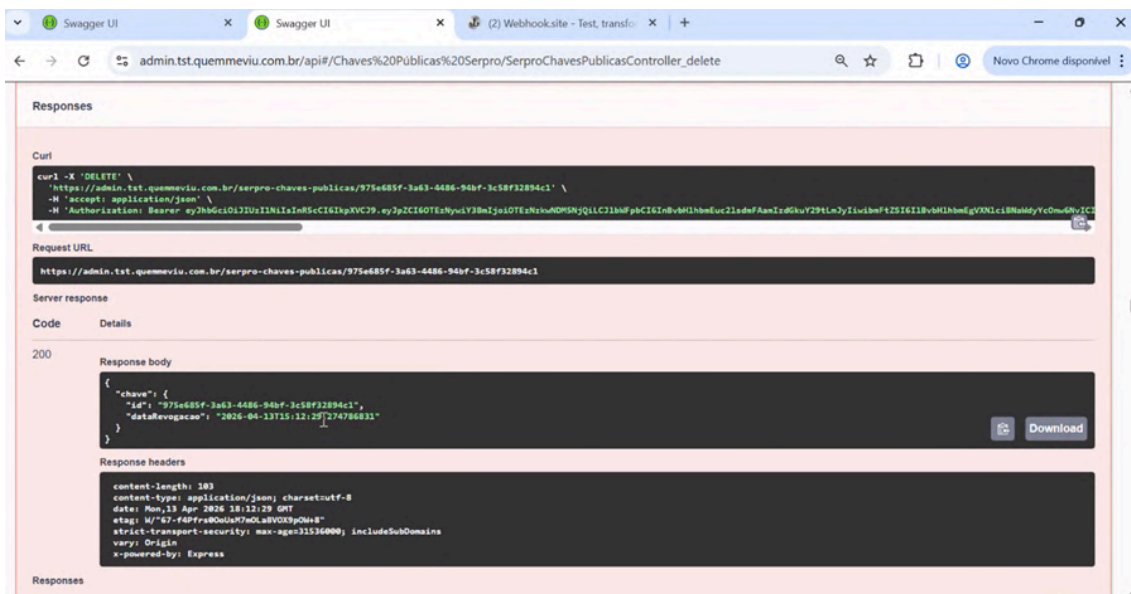 Swagger UI
Swagger UI
(2) Webhook.site - Test, transfo
admin.tst.quemmeviu.com.br/api#/Chaves%20Públicas%20Serpro/SerproChavesPublicasController_delete
Novo Chrome disponível
Responses
Curl
curl -X 'DELETE' \
'https://admin.tst.quemmeviu.com.br/serpro-chaves-publicas/975e685f-3a63-4486-94bf-3c58f32894c1' \
-H 'accept: application/json' \
-H 'Authorization: Bearer
Request URL
https://admin.tst.quemmeviu.com.br/serpro-chaves-publicas/975e685f-3a63-4486-94bf-3c58f32894c1
Server response
Code Details
200
Response body
{
"chave": {
"id": "975e685f-3a63-4486-94bf-3c58f32894c1",
"dataRevogacao": "2026-04-13T15:12:29.274786831"
}
}
Download
Response headers
content-length: 103
content-type: application/json; charset=utf-8
date: Mon,13 Apr 2026 18:12:29 GMT
etag:
strict-transport-security: max-age=31536000; includeSubDomains
vary: Origin
x-powered-by: Express
Responses